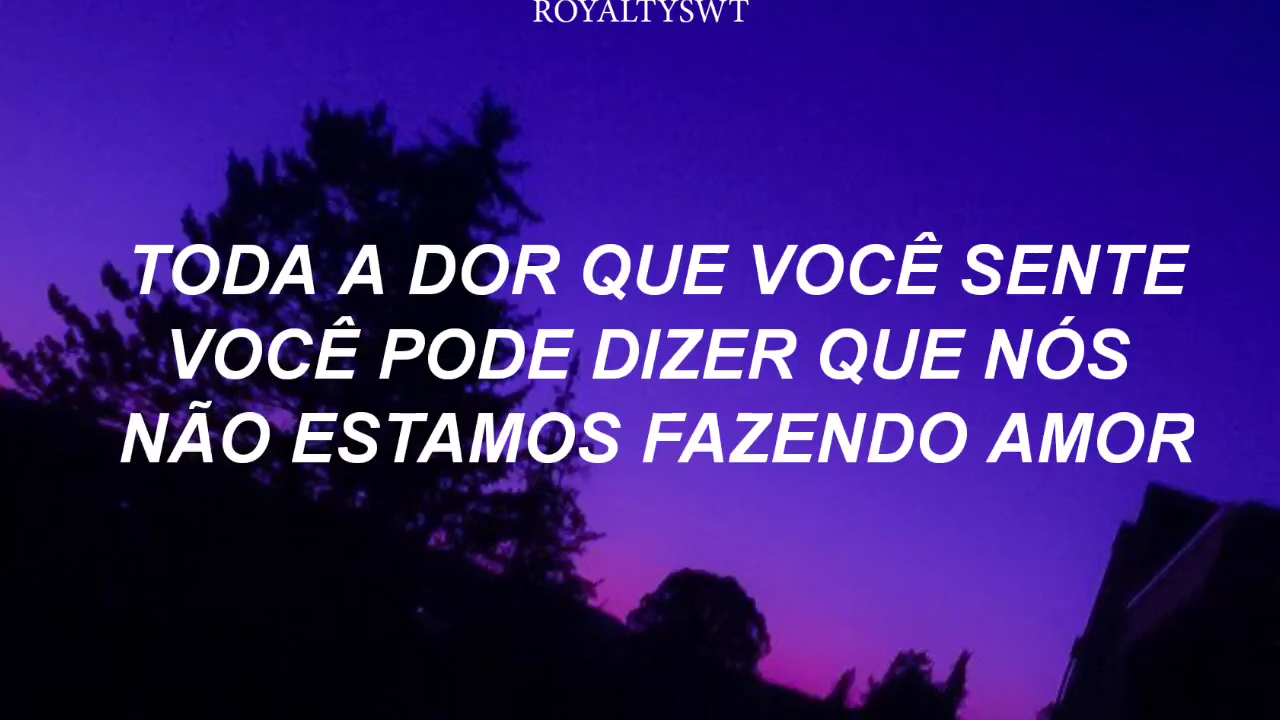 ROYALTYSWT
TODA A DOR QUE VOCÊ SENTE
VOCÊ PODE DIZER QUE NÓS
NÃO ESTAMOS FAZENDO AMOR